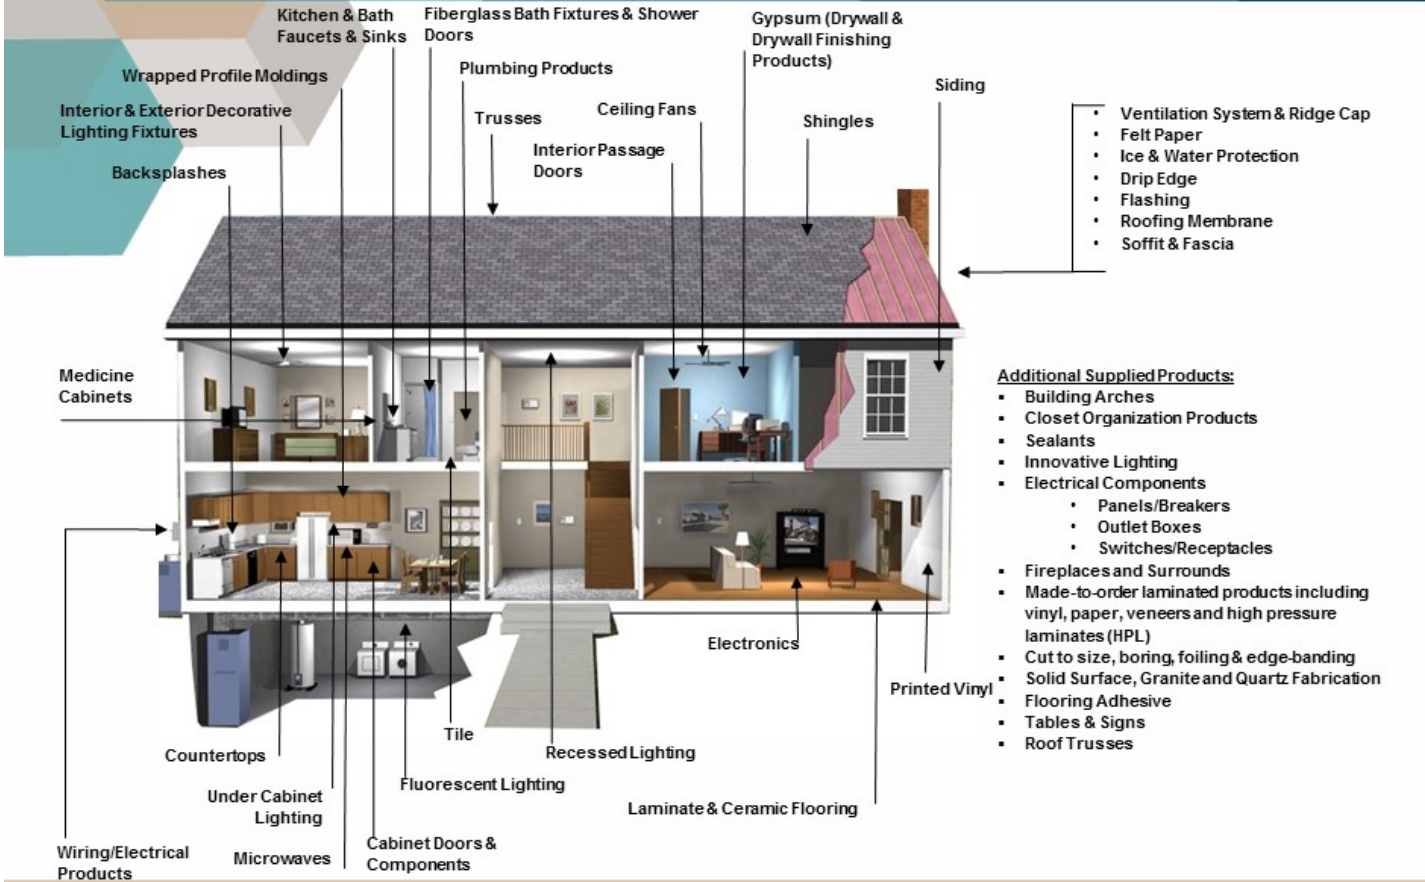 Kitchen & Bath
Faucets & Sinks
Fiberglass Bath Fixtures & Shower
Doors
Gypsum (Drywall &
Drywall Finishing
Products)
Wrapped Profile Moldings
Plumbing Products
Siding
Interior & Exterior Decorative
Lighting Fixtures
Trusses
Ceiling Fans
Shingles
Interior Passage
Doors
Backsplashes
• Ventilation System & Ridge Cap
• Felt Paper
• Ice & Water Protection
• Drip Edge
• Flashing
• Roofing Membrane
• Soffit & Fascia
Medicine
Cabinets
Additional Supplied Products:
▪ Building Arches
▪ Closet Organization Products
▪ Sealants
▪ Innovative Lighting
▪ Electrical Components
• Panels/Breakers
• Outlet Boxes
• Switches/Receptacles
▪ Fireplaces and Surrounds
▪ Made-to-order laminated products including
vinyl, paper, veneers and high pressure
laminates (HPL)
▪ Cut to size, boring, foiling & edge-banding
▪ Solid Surface, Granite and Quartz Fabrication
▪ Flooring Adhesive
▪ Tables & Signs
▪ Roof Trusses
Electronics
Printed Vinyl
Tile
Countertops
Recessed Lighting
Fluorescent Lighting
Under Cabinet
Lighting
Laminate & Ceramic Flooring
Wiring/Electrical
Products
Microwaves
Cabinet Doors &
Components